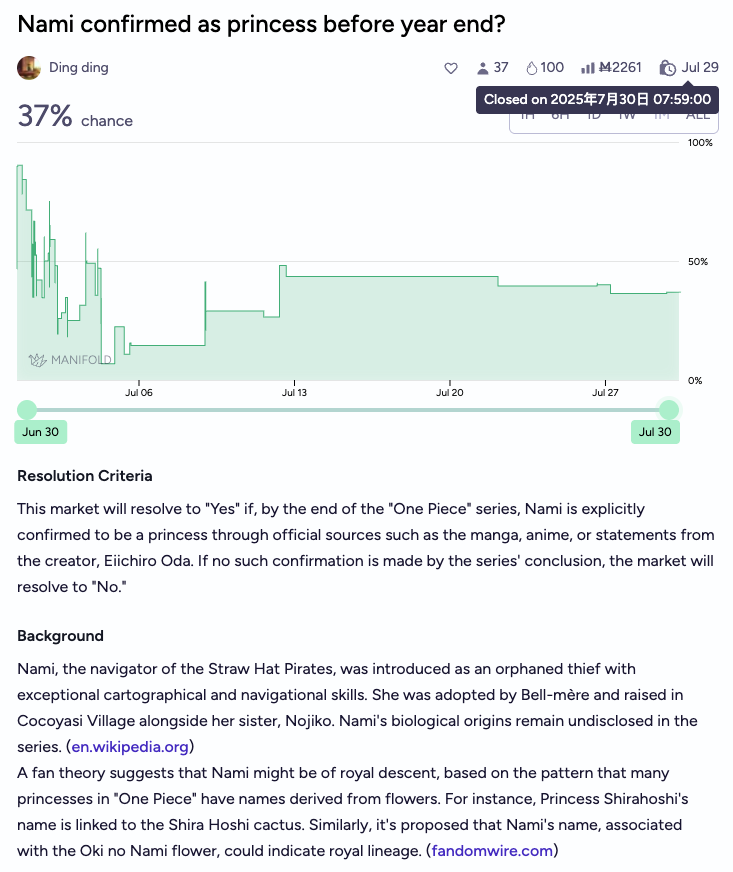 Nami confirmed as princess before year end?
Ding ding
37
100
Ṁ2261
Jul 29
Closed on 2025年7月30日 07:59:00
37% chance
1H 6H 1D 1W 1M ALL
100%
50%
MANIFOLD
0%
Jul 06
Jul 13
Jul 20
Jul 27
Jun 30
Jul 30
Resolution Criteria
This market will resolve to "Yes" if, by the end of the "One Piece" series, Nami is explicitly
confirmed to be a princess through official sources such as the manga, anime, or statements from
the creator, Eiichiro Oda. If no such confirmation is made by the series' conclusion, the market will
resolve to "No."
Background
Nami, the navigator of the Straw Hat Pirates, was introduced as an orphaned thief with
exceptional cartographical and navigational skills. She was adopted by Bell-mère and raised in
Cocoyasi Village alongside her sister, Nojiko. Nami's biological origins remain undisclosed in the
series. (en.wikipedia.org)
A fan theory suggests that Nami might be of royal descent, based on the pattern that many
princesses in "One Piece" have names derived from flowers. For instance, Princess Shirahoshi's
name is linked to the Shira Hoshi cactus. Similarly, it's proposed that Nami's name, associated
with the Oki no Nami flower, could indicate royal lineage. (fandomwire.com)